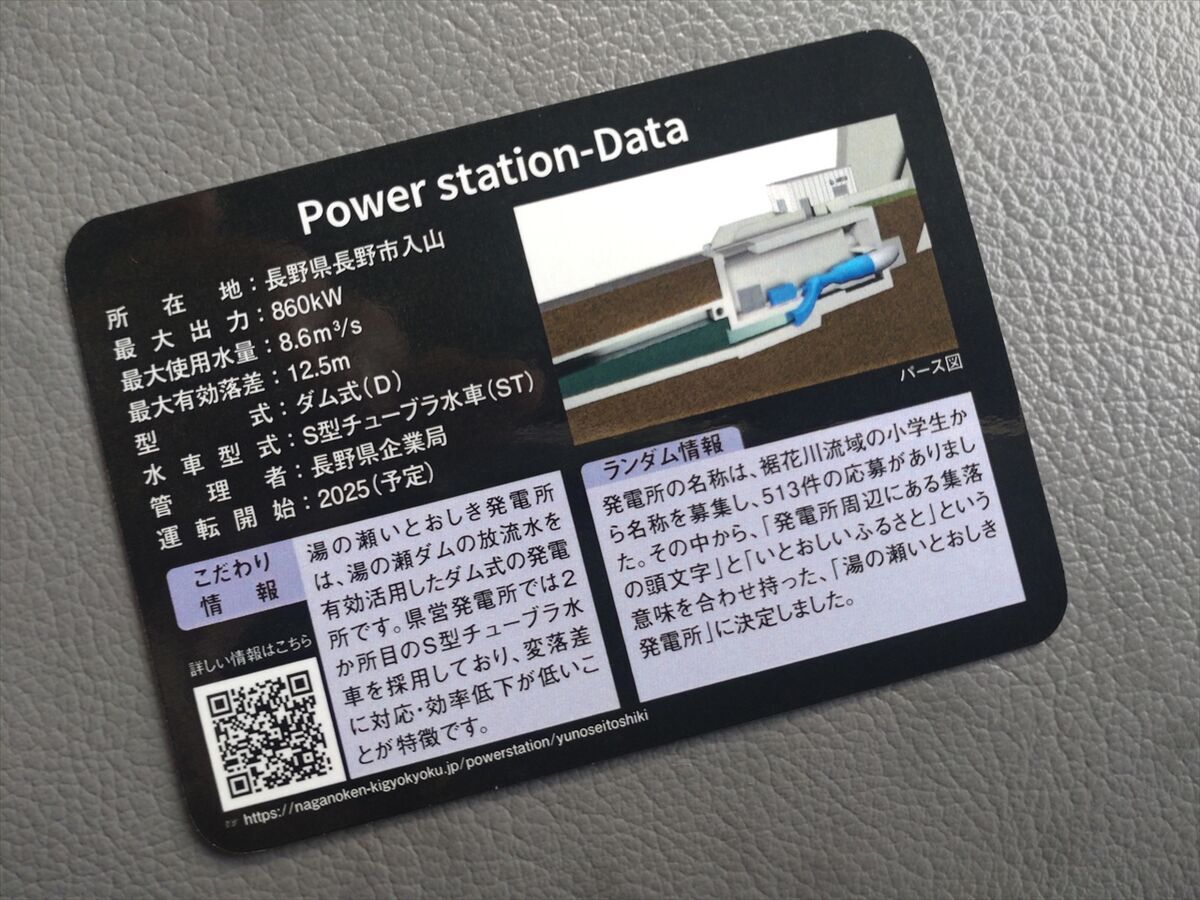 Power station-Data
所在地：長野県長野市入山
最大出力：860kW
最大使用水量：8.6m³/s
最大有効落差：12.5m
型式：ダム式（D）
水車型式：S型チューブラ水車（ST）
管理者：長野県企業局
運転開始：2025（予定）
パース図
こだわり
情報
湯の瀬いとおしき発電所
は、湯の瀬ダムの放流水を
有効活用したダム式の発電
所です。県営発電所では2
か所目のS型チューブラ水
車を採用しており、変落差
に対応・効率低下が低いこ
とが特徴です。
ランダム情報
発電所の名称は、裾花川流域の小学生か
ら名称を募集し、513件の応募がありまし
た。その中から、「発電所周辺にある集落
の頭文字」と「いとおしいふるさと」という
意味を合わせ持った、「湯の瀬いとおしき
発電所」に決定しました。
詳しい情報はこちら
☞ https://naganoken-kigyokyoku.jp/powerstation/yunoseitoshiki